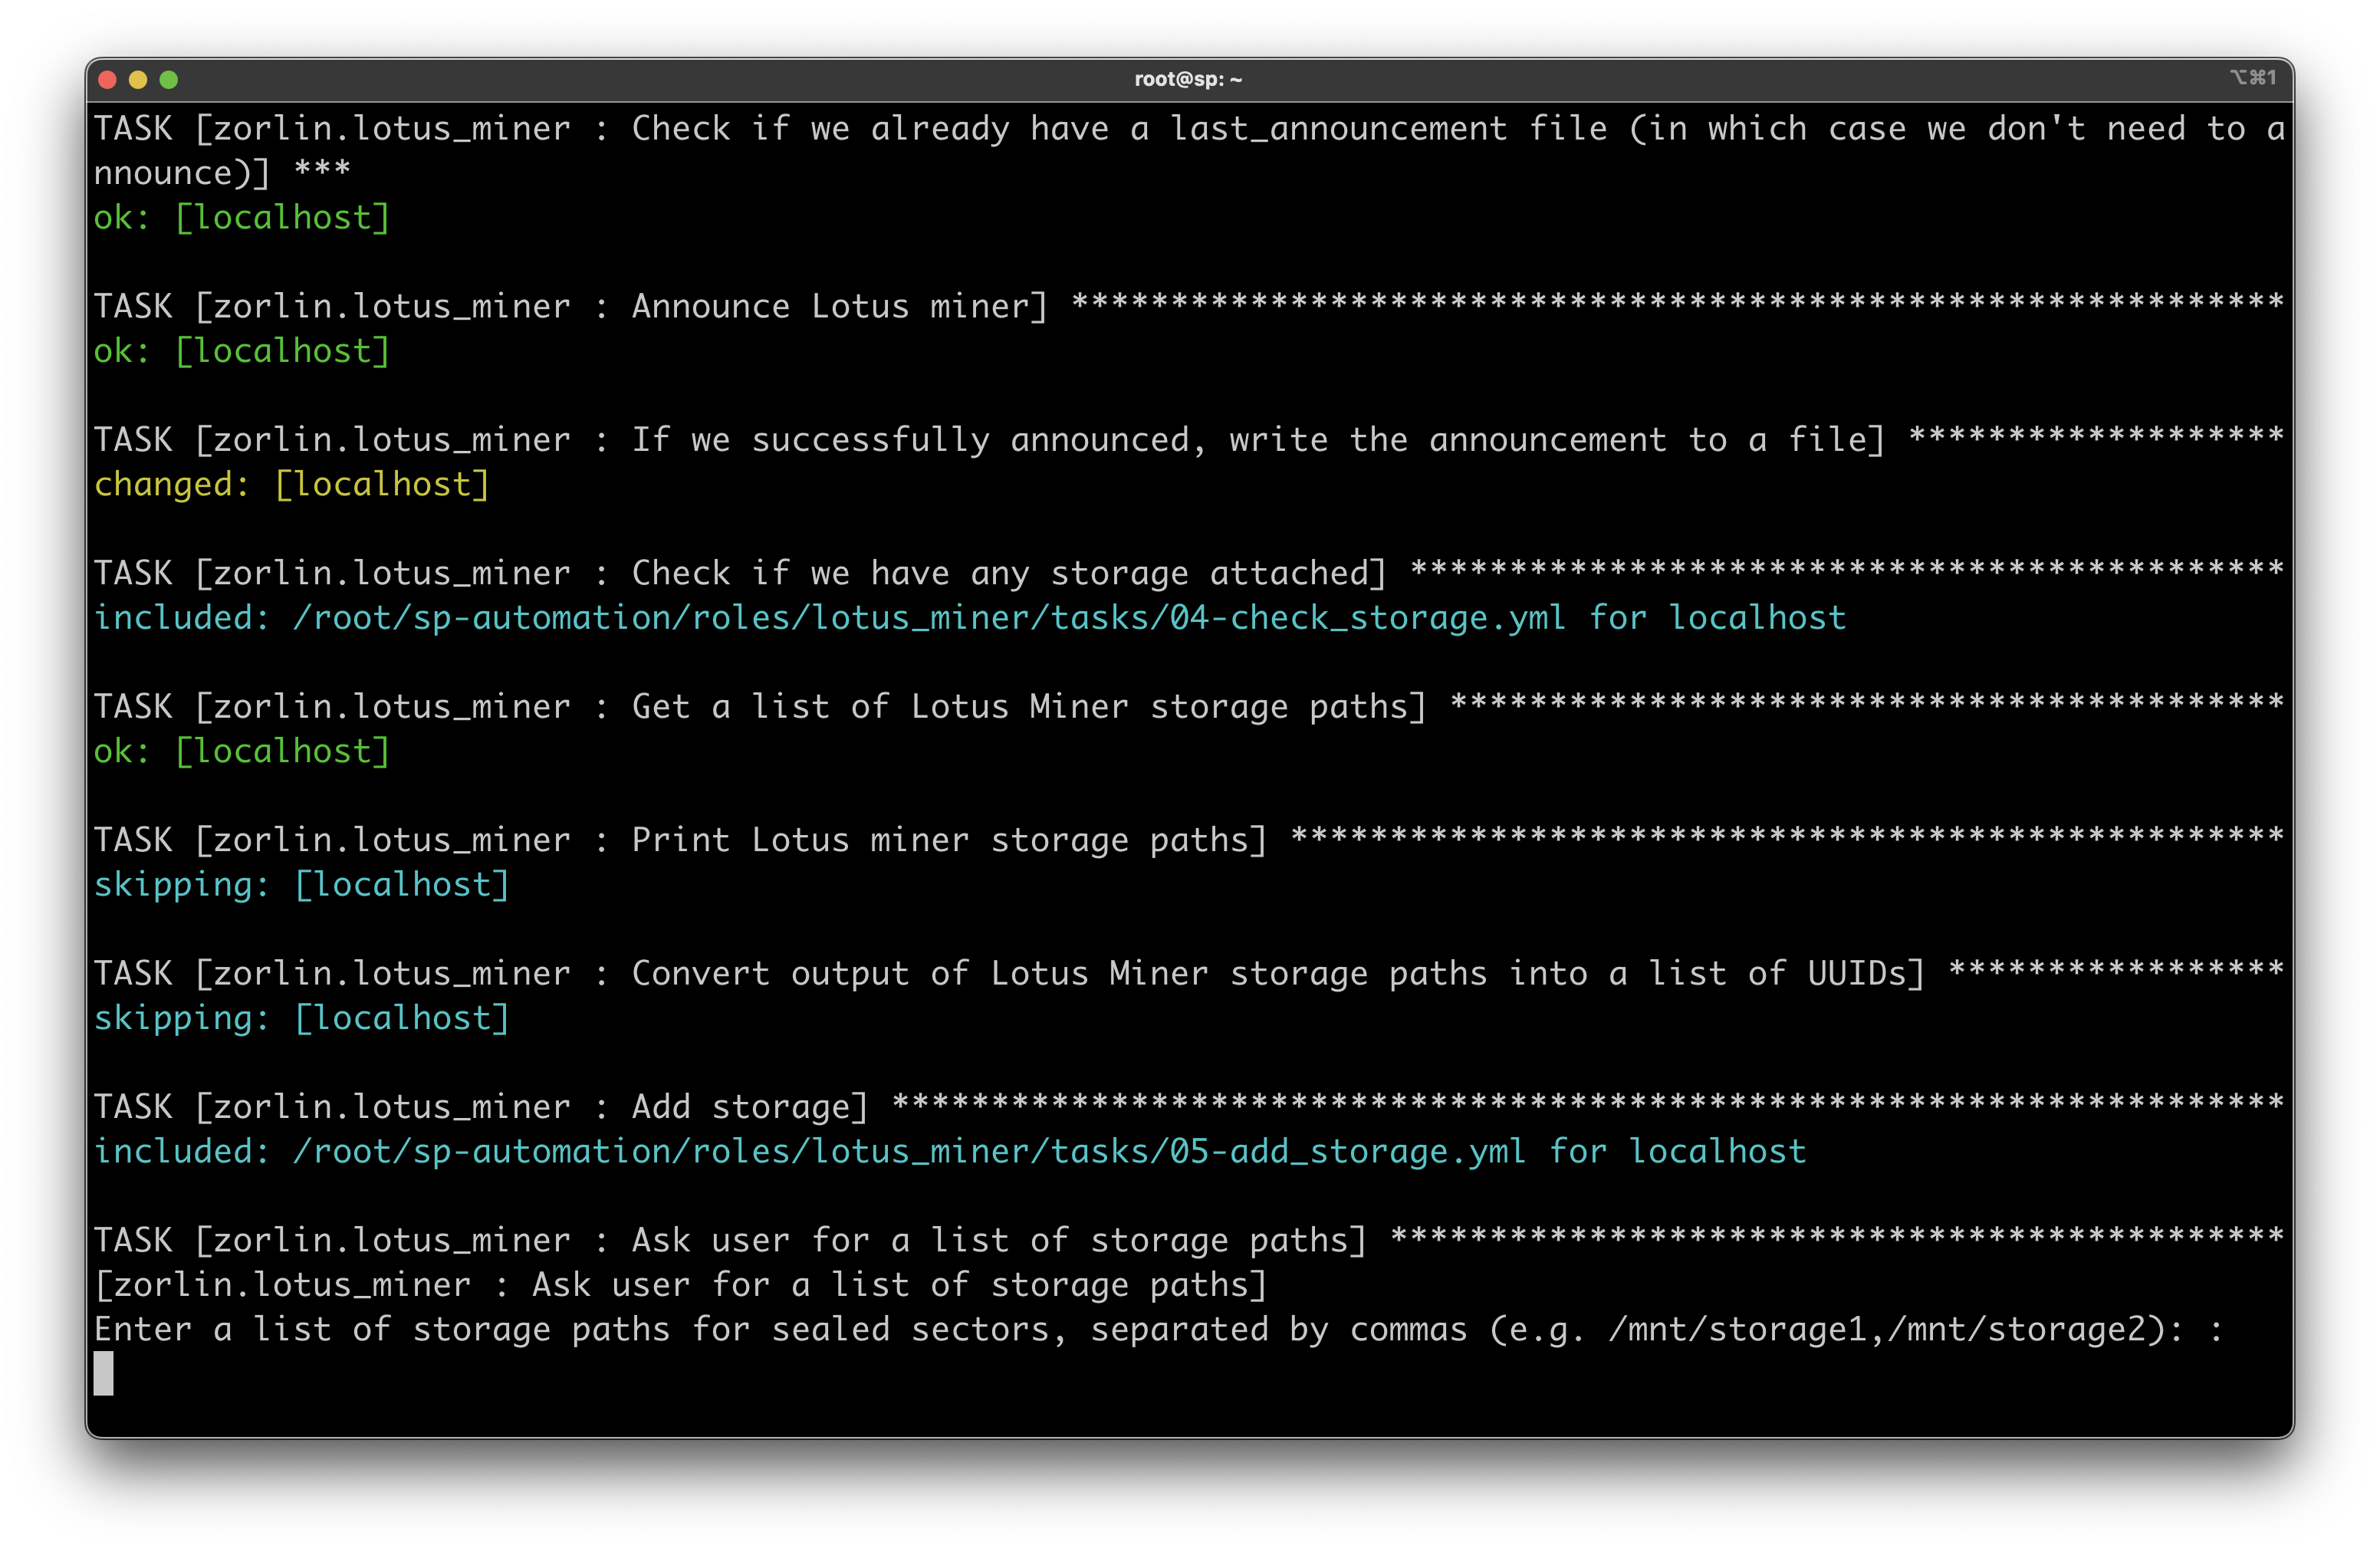 root@sp: ~
⌥⌘1
TASK [zorlin.lotus_miner : Check if we already have a last_announcement file (in which case we don't need to a
nnounce)] ***
ok: [localhost]
TASK [zorlin.lotus_miner : Announce Lotus miner] *************************************************************
ok: [localhost]
TASK [zorlin.lotus_miner : If we successfully announced, write the announcement to a file] *******************
changed: [localhost]
TASK [zorlin.lotus_miner : Check if we have any storage attached] ********************************************
included: /root/sp-automation/roles/lotus_miner/tasks/04-check_storage.yml for localhost
TASK [zorlin.lotus_miner : Get a list of Lotus Miner storage paths] ******************************************
ok: [localhost]
TASK [zorlin.lotus_miner : Print Lotus miner storage paths] **************************************************
skipping: [localhost]
TASK [zorlin.lotus_miner : Convert output of Lotus Miner storage paths into a list of UUIDs] *****************
skipping: [localhost]
TASK [zorlin.lotus_miner : Add storage] **********************************************************************
included: /root/sp-automation/roles/lotus_miner/tasks/05-add_storage.yml for localhost
TASK [zorlin.lotus_miner : Ask user for a list of storage paths] *********************************************
[zorlin.lotus_miner : Ask user for a list of storage paths]
Enter a list of storage paths for sealed sectors, separated by commas (e.g. /mnt/storage1,/mnt/storage2): :